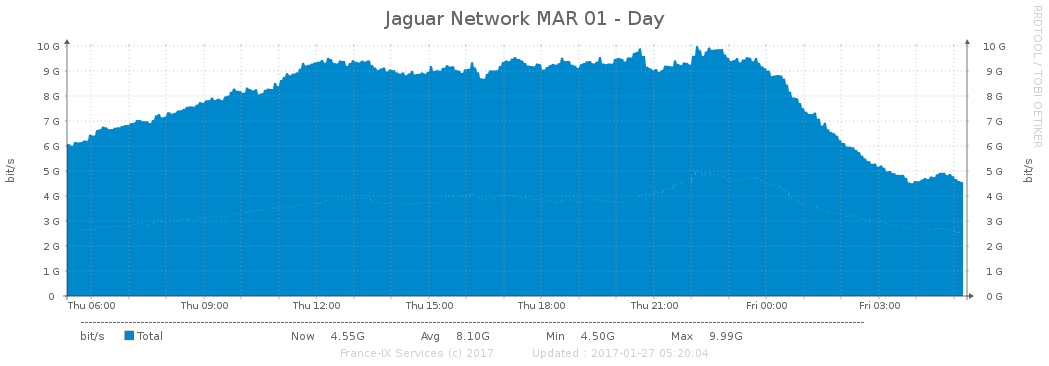 Jaguar Network MAR 01 - Day
RRDTOOL / TOBI OETIKER
10 G 10 G
9 G 9 G
8 G 8 G
7 G 7 G
6 G 6 G
5 G 5 G
4 G 4 G
3 G 3 G
2 G 2 G
1 G 1 G
0 0 G
bit/s bit/s
Thu 06:00 Thu 09:00 Thu 12:00 Thu 15:00 Thu 18:00 Thu 21:00 Fri 00:00 Fri 03:00
bit/s Total Now 4.55G Avg 8.10G Min 4.50G Max 9.99G
France-IX Services (c) 2017 Updated : 2017-01-27 05:20:04